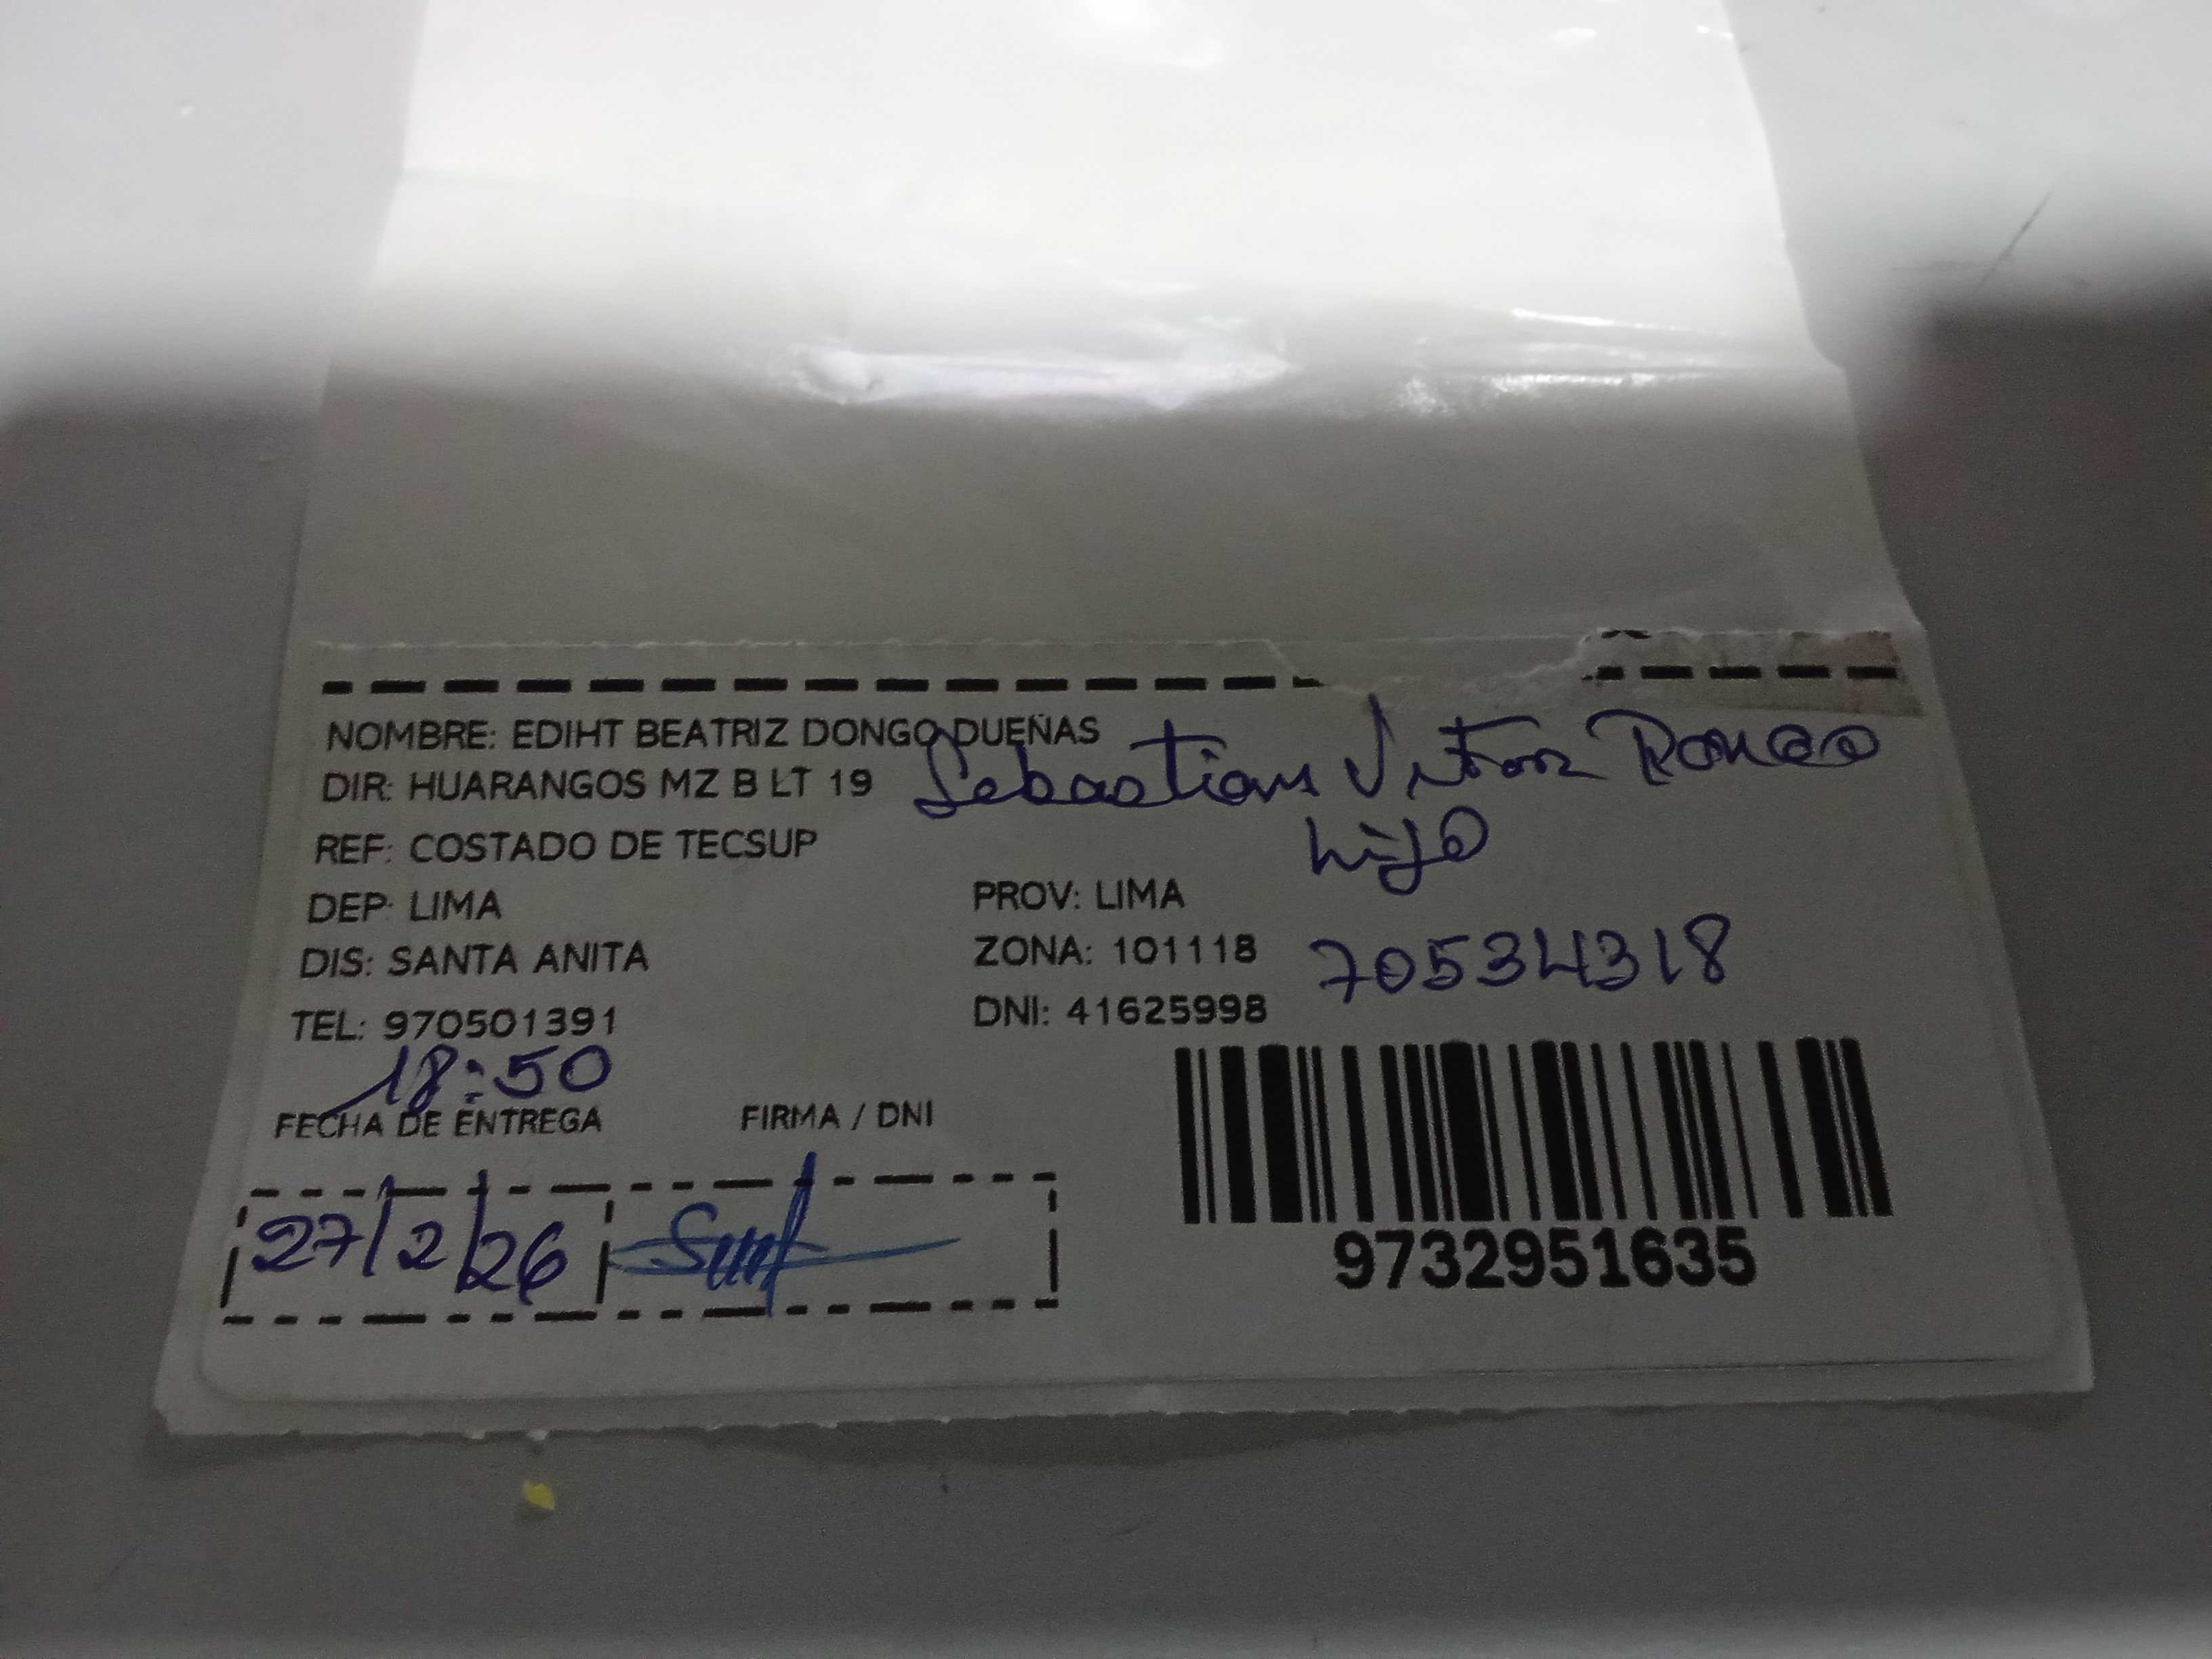 NOMBRE: EDIHT BEATRIZ DONGO DUEÑAS
DIR: HUARANGOS MZ B LT 19
Sebastian
hijo
REF: COSTADO DE TECSUP
DEP: LIMA
PROV: LIMA
DIS: SANTA ANITA
ZONA: 101118
70534318
TEL: 970501391
DNI: 41625998
18:50
FECHA DE ENTREGA
FIRMA / DNI
27/2/26
9732951635